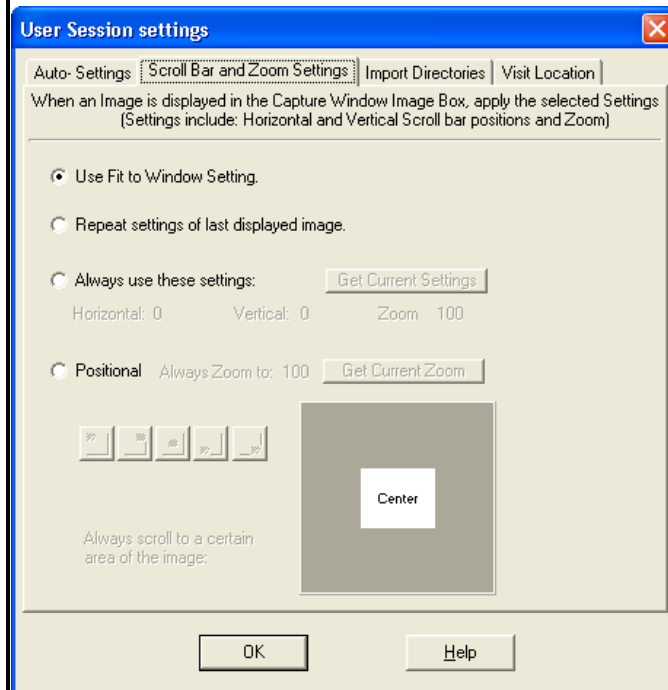 User Session settings
Auto- Settings
Scroll Bar and Zoom Settings
Import Directories
Visit Location
When an Image is displayed in the Capture Window Image Box, apply the selected Settings
(Settings include: Horizontal and Vertical Scroll bar positions and Zoom)
Use Fit to Window Setting.
Repeat settings of last displayed image.
Always use these settings:
Get Current Settings
Horizontal: 0
Vertical: 0
Zoom 100
Positional
Always Zoom to: 100
Get Current Zoom
Center
Always scroll to a certain
area of the image:
OK
Help